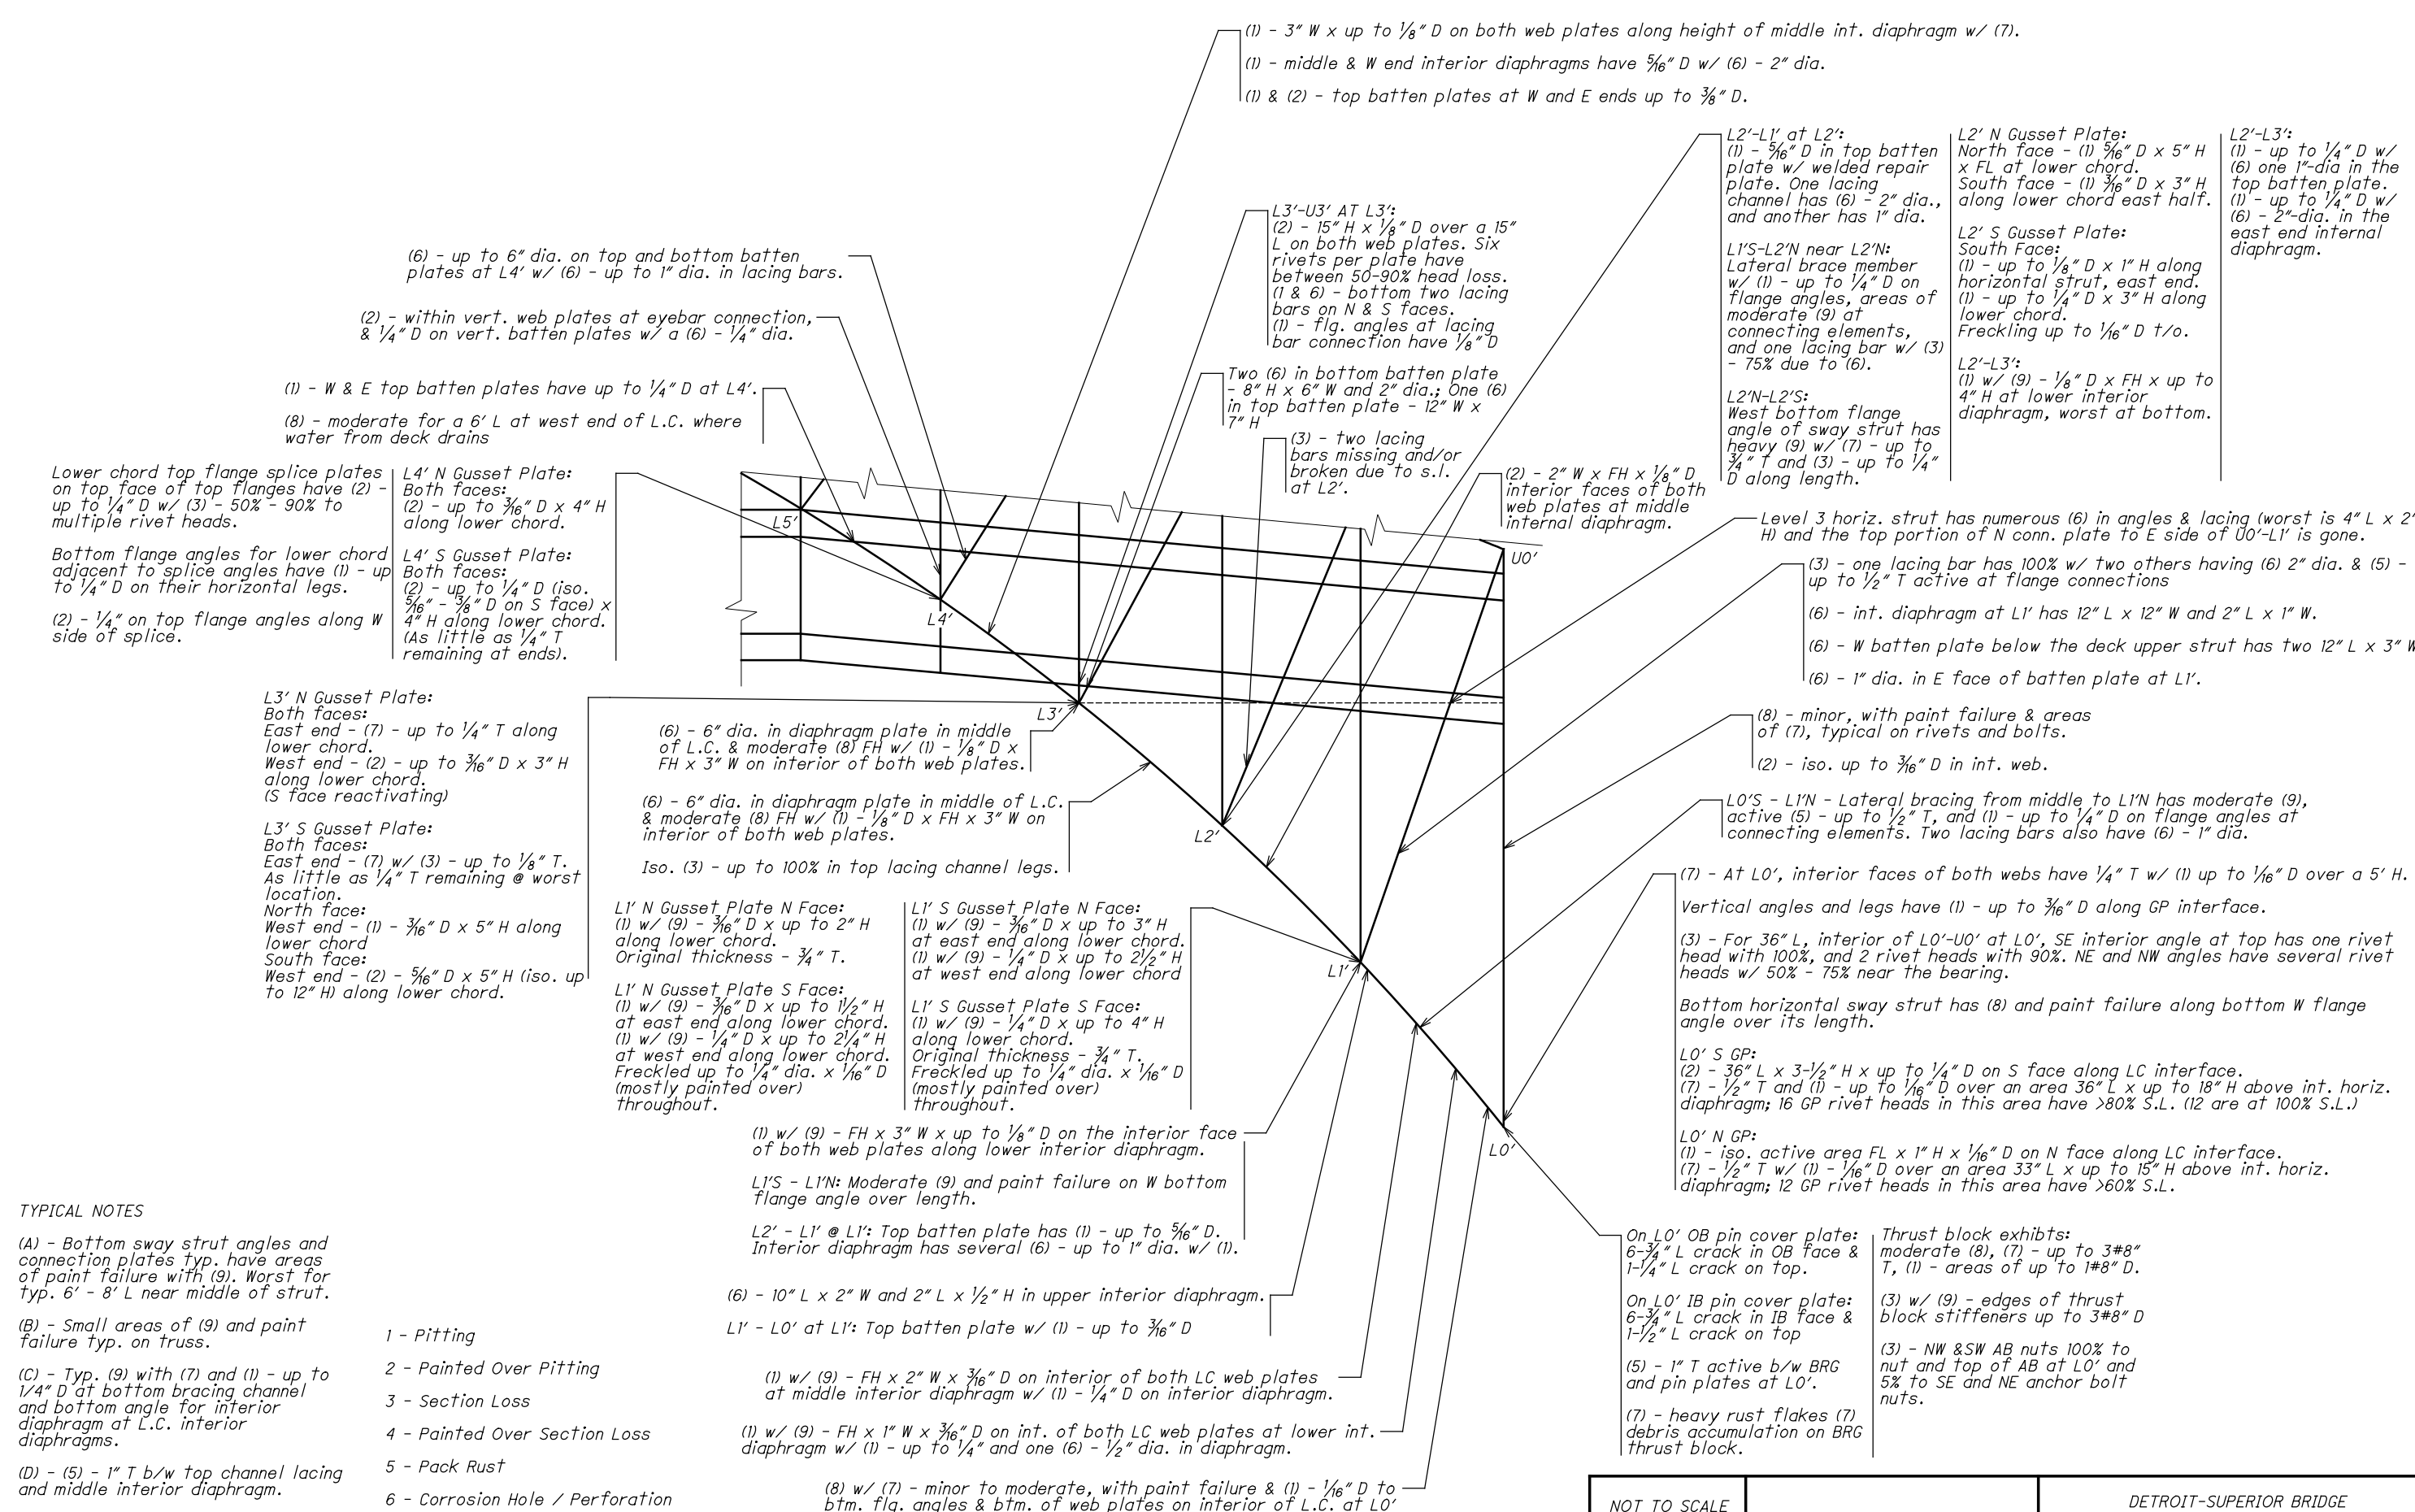 (1) - 3" W x up to 1/8" D on both web plates along height of middle int. diaphragm w/ (7).
(1) - middle & W end interior diaphragms have 5/16" D w/ (6) - 2" dia.
(1) & (2) - top batten plates at W and E ends up to 3/8" D.
L2'-L1' at L2':
(1) - 5/16" D in top batten
plate w/ welded repair
plate. One lacing
channel has (6) - 2" dia.,
and another has 1" dia.
L1'S-L2'N near L2'N:
Lateral brace member
w/ (1) - up to 1/4" D on
flange angles, areas of
moderate (9) at
connecting elements,
and one lacing bar w/ (3)
- 75% due to (6).
L2'N-L2'S:
West bottom flange
angle of sway strut has
heavy (9) w/ (7) - up to
3/4" T and (3) - up to 1/4"
D along length.
L2' N Gusset Plate:
North face - (1) 5/16" D x 5" H
x FL at lower chord.
South face - (1) 3/16" D x 3" H
along lower chord east half.
L2' S Gusset Plate:
South Face:
(1) - up to 1/8" D x 1" H along
horizontal strut, east end.
(1) - up to 1/4" D x 3" H along
lower chord.
Freckling up to 1/16" D t/o.
L2'-L3':
(1) w/ (9) - 1/8" D x FH x up to
4" H at lower interior
diaphragm, worst at bottom.
L2'-L3':
(1) - up to 1/4" D w/
(6) one 1"-dia in the
top batten plate.
(1) - up to 1/4" D w/
(6) - 2"-dia. in the
east end internal
diaphragm.
L3'-U3' AT L3':
(2) - 15" H x 1/8" D over a 15"
L on both web plates. Six
rivets per plate have
between 50-90% head loss.
(1 & 6) - bottom two lacing
bars on N & S faces.
(1) - flg. angles at lacing
bar connection have 1/8" D
(6) - up to 6" dia. on top and bottom batten
plates at L4' w/ (6) - up to 1" dia. in lacing bars.
(2) - within vert. web plates at eyebar connection,
& 1/4" D on vert. batten plates w/ a (6) - 1/4" dia.
(1) - W & E top batten plates have up to 1/4" D at L4'.
(8) - moderate for a 6' L at west end of L.C. where
water from deck drains
Two (6) in bottom batten plate
- 8" H x 6" W and 2" dia.; One (6)
in top batten plate - 12" W x
7" H
(3) - two lacing
bars missing and/or
broken due to s.l.
at L2'.
(2) - 2" W x FH x 1/8" D
interior faces of both
web plates at middle
internal diaphragm.
Lower chord top flange splice plates
on top face of top flanges have (2) -
up to 1/4" D w/ (3) - 50% - 90% to
multiple rivet heads.
Bottom flange angles for lower chord
adjacent to splice angles have (1) - up
to 1/4" D on their horizontal legs.
(2) - 1/4" on top flange angles along W
side of splice.
L4' N Gusset Plate:
Both faces:
(2) - up to 3/16" D x 4" H
along lower chord.
L4' S Gusset Plate:
Both faces:
(2) - up to 1/4" D (iso.
5/16" - 3/8" D on S face) x
4" H along lower chord.
(As little as 1/4" T
remaining at ends).
L5'
L4'
L3'
L2'
L1'
L0'
U0'
Level 3 horiz. strut has numerous (6) in angles & lacing (worst is 4" L x 2"
H) and the top portion of N conn. plate to E side of U0'-L1' is gone.
(3) - one lacing bar has 100% w/ two others having (6) 2" dia. & (5) -
up to 1/2" T active at flange connections
(6) - int. diaphragm at L1' has 12" L x 12" W and 2" L x 1" W.
(6) - W batten plate below the deck upper strut has two 12" L x 3" W
(6) - 1" dia. in E face of batten plate at L1'.
(8) - minor, with paint failure & areas
of (7), typical on rivets and bolts.
(2) - iso. up to 3/16" D in int. web.
L3' N Gusset Plate:
Both faces:
East end - (7) - up to 1/4" T along
lower chord.
West end - (2) - up to 3/16" D x 3" H
along lower chord.
(S face reactivating)
L3' S Gusset Plate:
Both faces:
East end - (7) w/ (3) - up to 1/8" T.
As little as 1/4" T remaining @ worst
location.
North face:
West end - (1) - 3/16" D x 5" H along
lower chord
South face:
West end - (2) - 5/16" D x 5" H (iso. up
to 12" H) along lower chord.
(6) - 6" dia. in diaphragm plate in middle
of L.C. & moderate (8) FH w/ (1) - 1/8" D x
FH x 3" W on interior of both web plates.
(6) - 6" dia. in diaphragm plate in middle of L.C.
& moderate (8) FH w/ (1) - 1/8" D x FH x 3" W on
interior of both web plates.
Iso. (3) - up to 100% in top lacing channel legs.
L0'S - L1'N - Lateral bracing from middle to L1'N has moderate (9),
active (5) - up to 1/2" T, and (1) - up to 1/4" D on flange angles at
connecting elements. Two lacing bars also have (6) - 1" dia.
(7) - At L0', interior faces of both webs have 1/4" T w/ (1) up to 1/16" D over a 5' H.
Vertical angles and legs have (1) - up to 3/16" D along GP interface.
(3) - For 36" L, interior of L0'-U0' at L0', SE interior angle at top has one rivet
head with 100%, and 2 rivet heads with 90%. NE and NW angles have several rivet
heads w/ 50% - 75% near the bearing.
Bottom horizontal sway strut has (8) and paint failure along bottom W flange
angle over its length.
L0' S GP:
(2) - 36" L x 3-1/2" H x up to 1/4" D on S face along LC interface.
(7) - 1/2" T and (1) - up to 1/16" D over an area 36" L x up to 18" H above int. horiz.
diaphragm; 16 GP rivet heads in this area have >80% S.L. (12 are at 100% S.L.)
L0' N GP:
(1) - iso. active area FL x 1" H x 1/16" D on N face along LC interface.
(7) - 1/2" T w/ (1) - 1/16" D over an area 33" L x up to 15" H above int. horiz.
diaphragm; 12 GP rivet heads in this area have >60% S.L.
L1' N Gusset Plate N Face:
(1) w/ (9) - 3/16" D x up to 2" H
along lower chord.
Original thickness - 3/4" T.
L1' N Gusset Plate S Face:
(1) w/ (9) - 3/16" D x up to 1 1/2" H
at east end along lower chord.
(1) w/ (9) - 1/4" D x up to 2 1/4" H
at west end along lower chord.
Freckled up to 1/4" dia. x 1/16" D
(mostly painted over)
throughout.
L1' S Gusset Plate N Face:
(1) w/ (9) - 3/16" D x up to 3" H
at east end along lower chord.
(1) w/ (9) - 1/4" D x up to 2 1/2" H
at west end along lower chord
L1' S Gusset Plate S Face:
(1) w/ (9) - 1/4" D x up to 4" H
along lower chord.
Original thickness - 3/4" T.
Freckled up to 1/4" dia. x 1/16" D
(mostly painted over)
throughout.
(1) w/ (9) - FH x 3" W x up to 1/8" D on the interior face
of both web plates along lower interior diaphragm.
L1'S - L1'N: Moderate (9) and paint failure on W bottom
flange angle over length.
L2' - L1' @ L1': Top batten plate has (1) - up to 5/16" D.
Interior diaphragm has several (6) - up to 1" dia. w/ (1).
(6) - 10" L x 2" W and 2" L x 1/2" H in upper interior diaphragm.
L1' - L0' at L1': Top batten plate w/ (1) - up to 3/16" D
(1) w/ (9) - FH x 2" W x 3/16" D on interior of both LC web plates
at middle interior diaphragm w/ (1) - 1/4" D on interior diaphragm.
(1) w/ (9) - FH x 1" W x 3/16" D on int. of both LC web plates at lower int.
diaphragm w/ (1) - up to 1/4" and one (6) - 1/2" dia. in diaphragm.
(8) w/ (7) - minor to moderate, with paint failure & (1) - 1/16" D to
btm. flg. angles & btm. of web plates on interior of L.C. at L0'
On L0' OB pin cover plate:
6-3/4" L crack in OB face &
1-1/4" L crack on top.
On L0' IB pin cover plate:
6-3/4" L crack in IB face &
1-1/2" L crack on top
(5) - 1" T active b/w BRG
and pin plates at L0'.
(7) - heavy rust flakes (7)
debris accumulation on BRG
thrust block.
Thrust block exhibts:
moderate (8), (7) - up to 3#8"
T, (1) - areas of up to 1#8" D.
(3) w/ (9) - edges of thrust
block stiffeners up to 3#8" D
(3) - NW &SW AB nuts 100% to
nut and top of AB at L0' and
5% to SE and NE anchor bolt
nuts.
TYPICAL NOTES
(A) - Bottom sway strut angles and
connection plates typ. have areas
of paint failure with (9). Worst for
typ. 6' - 8' L near middle of strut.
(B) - Small areas of (9) and paint
failure typ. on truss.
(C) - Typ. (9) with (7) and (1) - up to
1/4" D at bottom bracing channel
and bottom angle for interior
diaphragm at L.C. interior
diaphragms.
(D) - (5) - 1" T b/w top channel lacing
and middle interior diaphragm.
1 - Pitting
2 - Painted Over Pitting
3 - Section Loss
4 - Painted Over Section Loss
5 - Pack Rust
6 - Corrosion Hole / Perforation
NOT TO SCALE
DETROIT-SUPERIOR BRIDGE